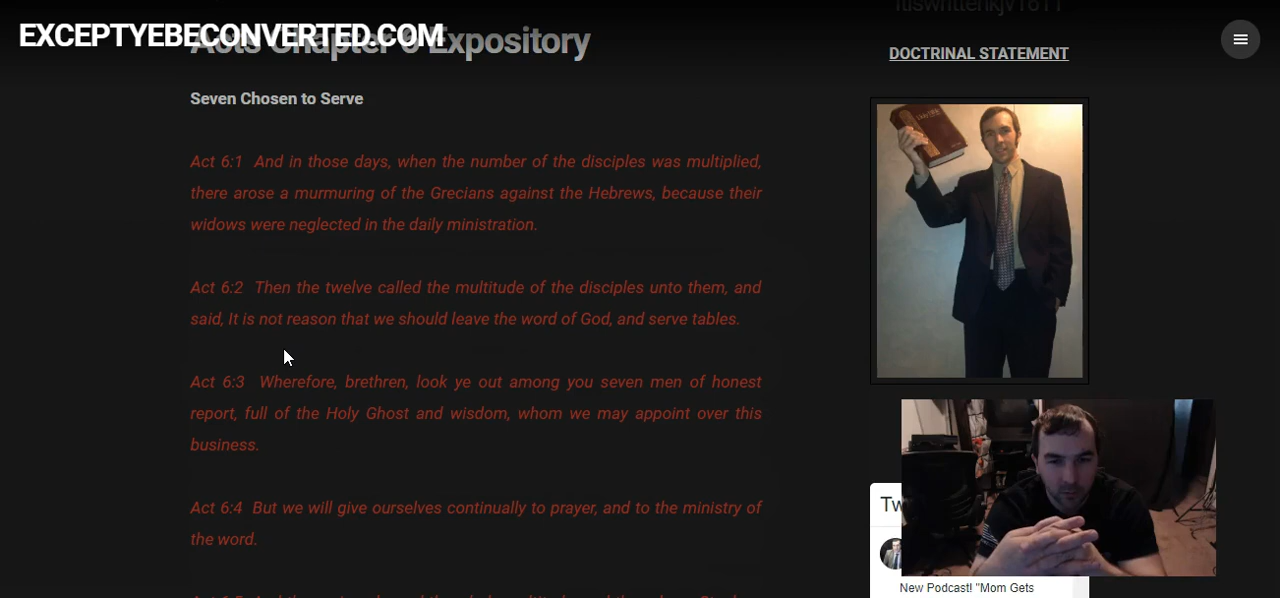 itiswrittenkjv1611
EXCEPTYEBECONVERTED.COM
Acts Chapter 6 Expository
DOCTRINAL STATEMENT
Seven Chosen to Serve
Act 6:1 And in those days, when the number of the disciples was multiplied,
there arose a murmuring of the Grecians against the Hebrews, because their
widows were neglected in the daily ministration.
Act 6:2 Then the twelve called the multitude of the disciples unto them, and
said, It is not reason that we should leave the word of God, and serve tables.
Act 6:3 Wherefore, brethren, look ye out among you seven men of honest
report, full of the Holy Ghost and wisdom, whom we may appoint over this
business.
Act 6:4 But we will give ourselves continually to prayer, and to the ministry of
the word.
Tw
New Podcast! "Mom Gets